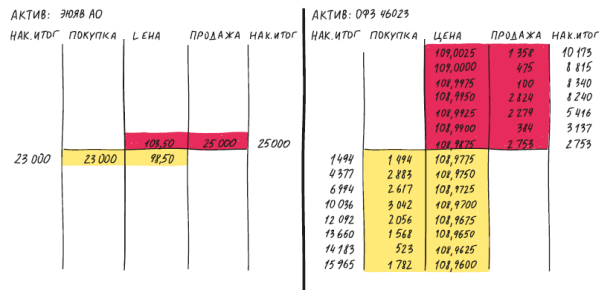 АКТИВ: ЭЮЯВ АО
НАК.ИТОГ ПОКУПКА ЦЕНА ПРОДАЖА НАК.ИТОГ
103,50 25 000 25000
23 000 23 000 98,50
АКТИВ: ОФЗ 46023
НАК.ИТОГ ПОКУПКА ЦЕНА ПРОДАЖА НАК.ИТОГ
109,0025 1 358 10 173
109,0000 475 8 815
108,9975 100 8 340
108,9950 2 824 8 240
108,9925 2 279 5 416
108,9900 384 3 137
108,9875 2 753 2 753
1 494 1 494 108,9775
4 377 2 883 108,9750
6 994 2 617 108,9725
10 036 3 042 108,9700
12 092 2 056 108,9675
13 660 1 568 108,9650
14 183 523 108,9625
15 965 1 782 108,9600